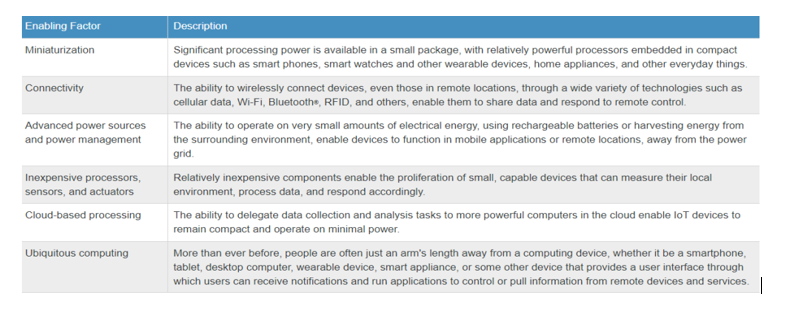 Enabling Factor Description
Miniaturization Significant processing power is available in a small package, with relatively powerful processors embedded in compact
devices such as smart phones, smart watches and other wearable devices, home appliances, and other everyday things.
Connectivity The ability to wirelessly connect devices, even those in remote locations, through a wide variety of technologies such as
cellular data, Wi-Fi, Bluetooth®, RFID, and others, enable them to share data and respond to remote control.
Advanced power sources The ability to operate on very small amounts of electrical energy, using rechargeable batteries or harvesting energy from
and power management the surrounding environment, enable devices to function in mobile applications or remote locations, away from the power
grid.
Inexpensive processors, Relatively inexpensive components enable the proliferation of small, capable devices that can measure their local
sensors, and actuators environment, process data, and respond accordingly.
Cloud-based processing The ability to delegate data collection and analysis tasks to more powerful computers in the cloud enable IoT devices to
remain compact and operate on minimal power.
Ubiquitous computing More than ever before, people are often just an arm's length away from a computing device, whether it be a smartphone,
tablet, desktop computer, wearable device, smart appliance, or some other device that provides a user interface through
which users can receive notifications and run applications to control or pull information from remote devices and services.